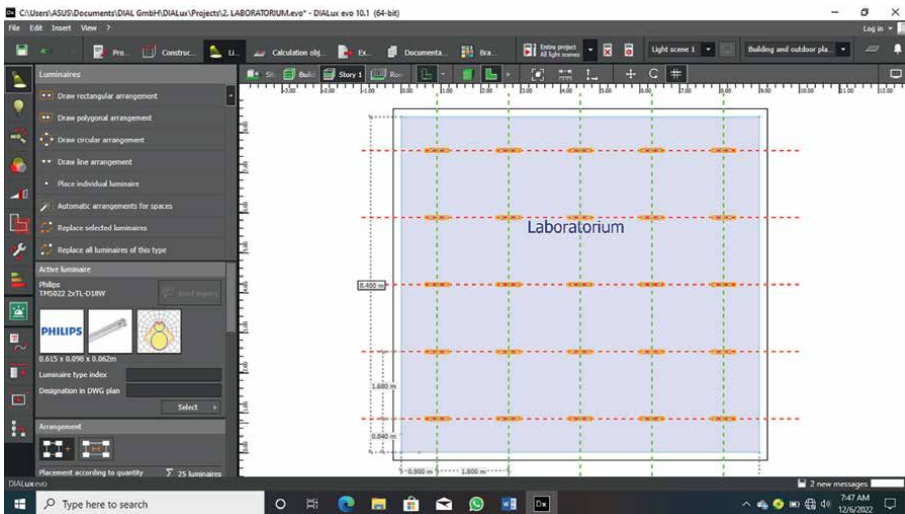 C:\Users\ASUS\Documents\DIAL GmbH\DIALux\Projects\2. LABORATORIUM.evo* - DIALux evo 10.1 (64-bit)
File Edit Insert View ?
Log in
Pro...
Construc...
Li...
Calculation obj...
Ex...
Documenta...
Bra...
Entire project
All light scenes
Light scene 1
Building and outdoor pla...
Luminaires
Build
Story 1
Draw rectangular arrangement
Draw polygonal arrangement
Draw circular arrangement
Draw line arrangement
Place individual luminaire
Automatic arrangements for spaces
Replace selected luminaires
Replace all luminaires of this type
Active luminaire
Philips
TMS022 2xTL-D18W
PHILIPS
0.615 x 0.098 x 0.062m
Luminaire type index
Designation in DWG plan
Select
Arrangement
Placement according to quantity
Σ 25 luminaires
Laboratorium
8.400 m
1.680 m
0.840 m
0.900 m
1.800 m
DIALux evo
2 new messages
Type here to search
7:47 AM
12/6/2022